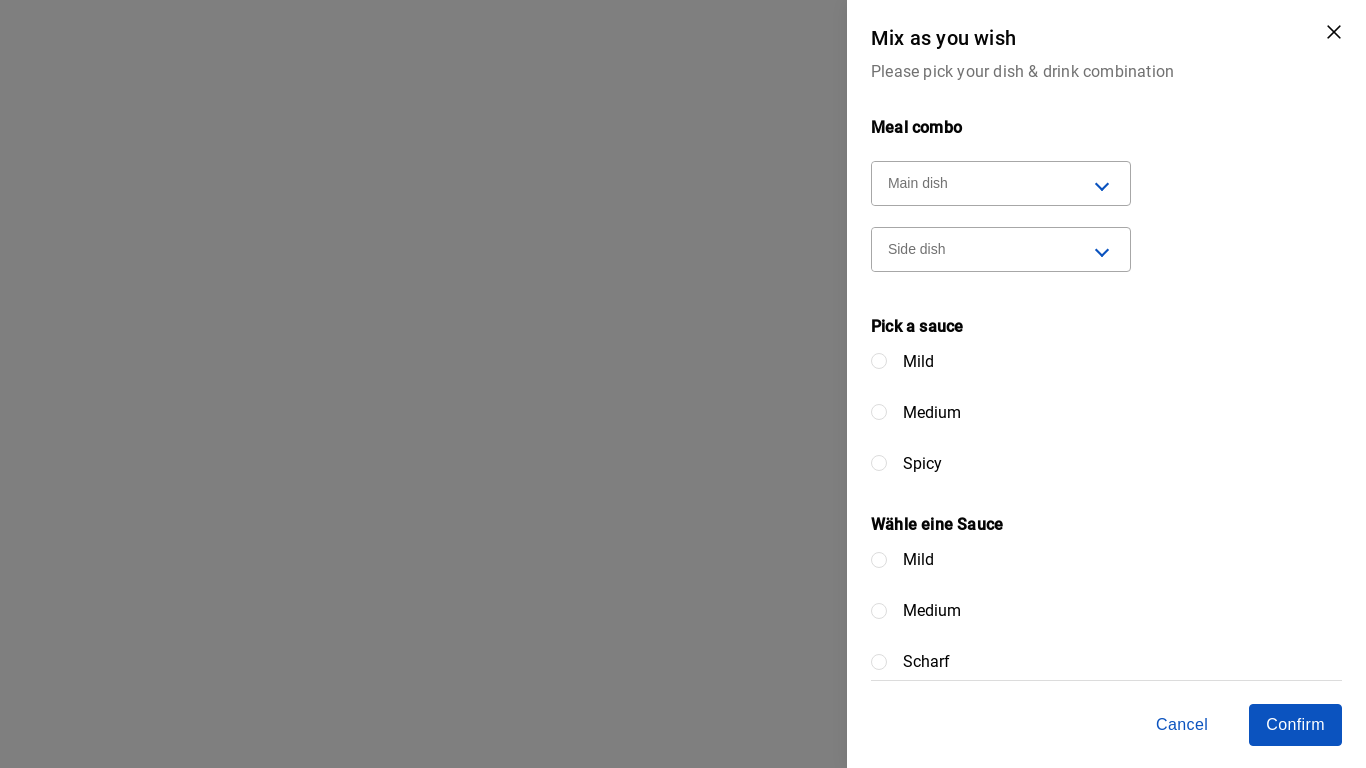 Mix as you wish
Please pick your dish & drink combination
Meal combo
Main dish
Side dish
Pick a sauce
Mild
Medium
Spicy
Wähle eine Sauce
Mild
Medium
Scharf
Cancel
Confirm